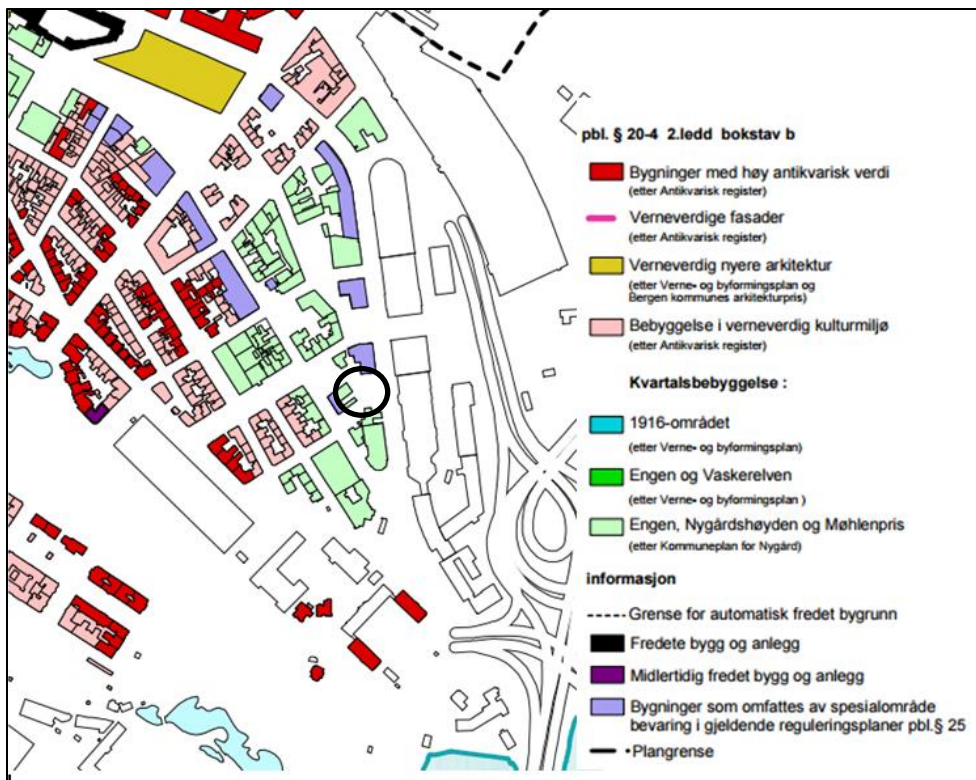 pbl. § 20-4 2.ledd bokstav b
Bygninger med høy antikvarisk verdi
(etter Antikvarisk register)
Verneverdige fasader
(etter Antikvarisk register)
Verneverdig nyere arkitektur
(etter Verne- og byformingsplan og
Bergen kommunes arkitekturpris)
Bebyggelse i verneverdig kulturmiljø
(etter Antikvarisk register)
Kvartalsbebyggelse :
1916-området
(etter Verne- og byformingsplan)
Engen og Vaskerelven
(etter Verne- og byformingsplan )
Engen, Nygårdshøyden og Møhlenpris
(etter Kommuneplan for Nygård)
informasjon
Grense for automatisk fredet bygrunn
Fredete bygg og anlegg
Midlertidig fredet bygg og anlegg
Bygninger som omfattes av spesialområde
bevaring i gjeldende reguleringsplaner pbl.§ 25
Plangrense